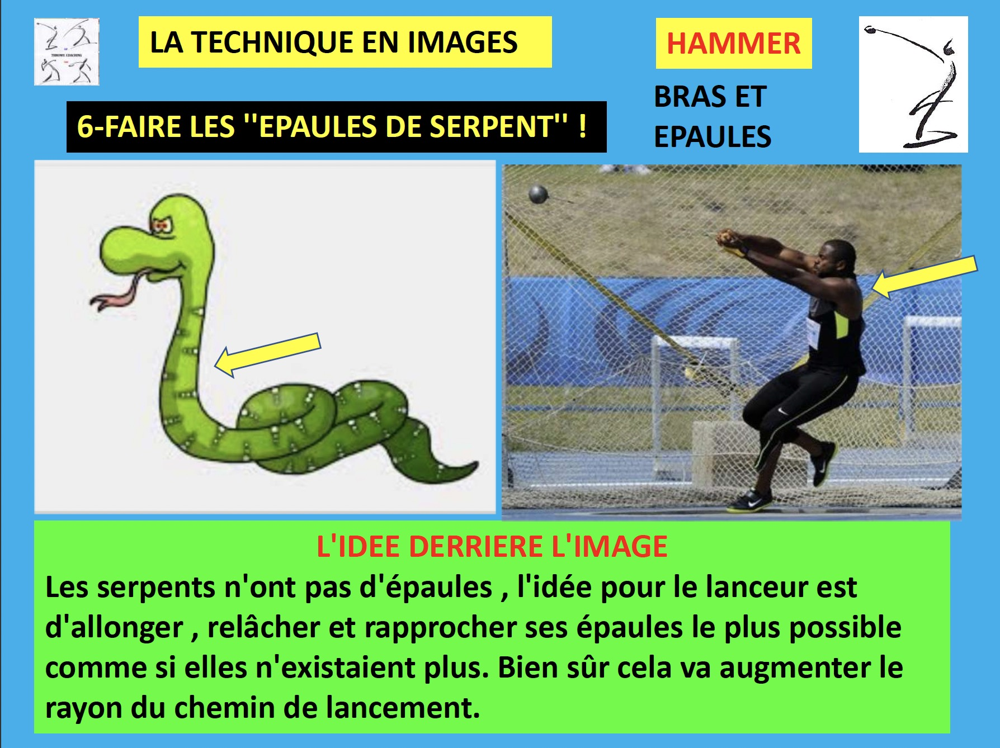 THROWS COACHING
LA TECHNIQUE EN IMAGES
HAMMER
BRAS ET
EPAULES
6-FAIRE LES "EPAULES DE SERPENT" !
L'IDEE DERRIERE L'IMAGE
Les serpents n'ont pas d'épaules , l'idée pour le lanceur est
d'allonger , relâcher et rapprocher ses épaules le plus possible
comme si elles n'existaient plus. Bien sûr cela va augmenter le
rayon du chemin de lancement.